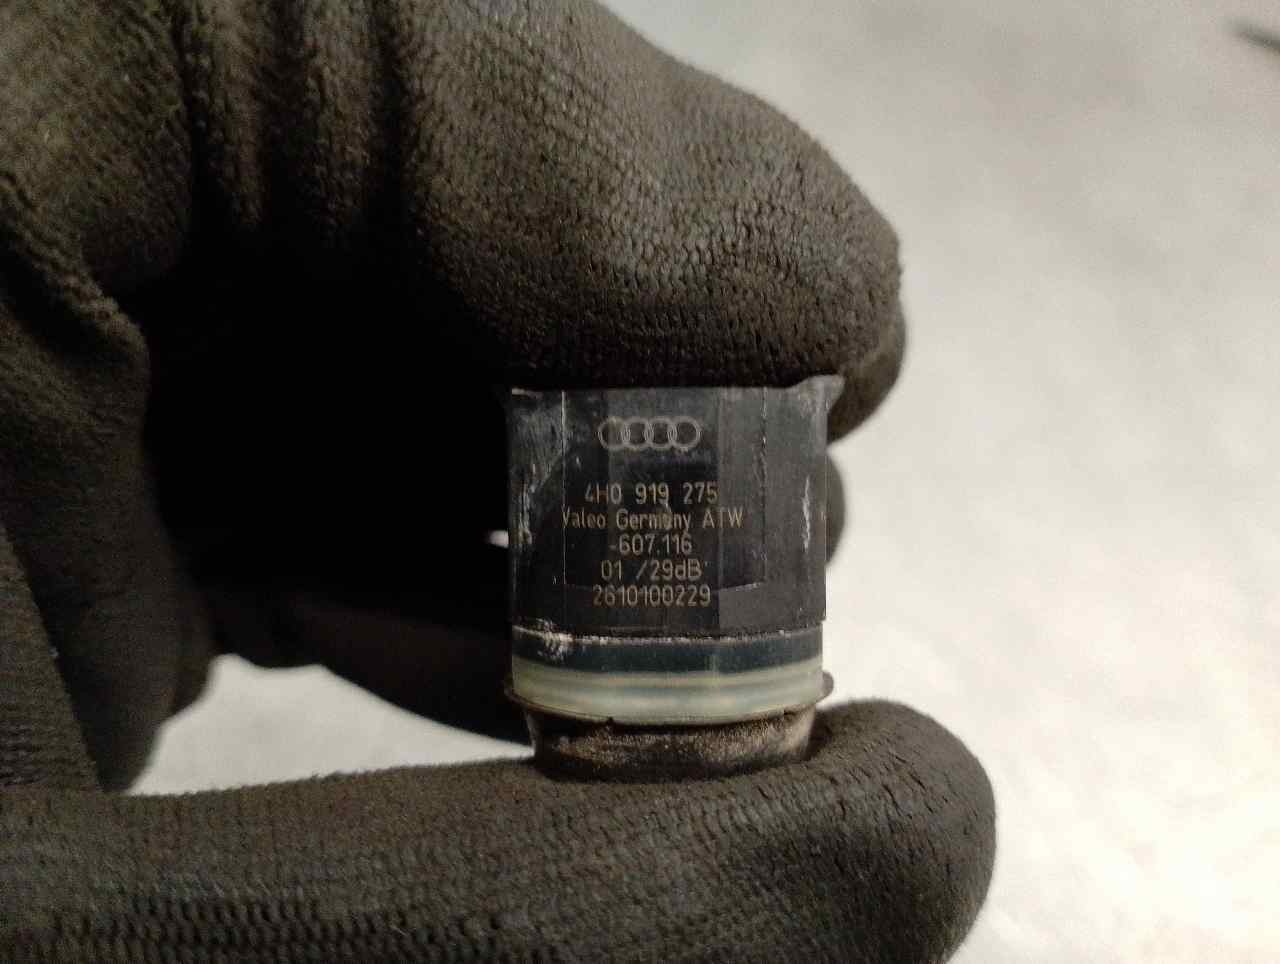 4H0 919 275
Valeo Germany ATW
-607.116
01 /29dB
2610100229